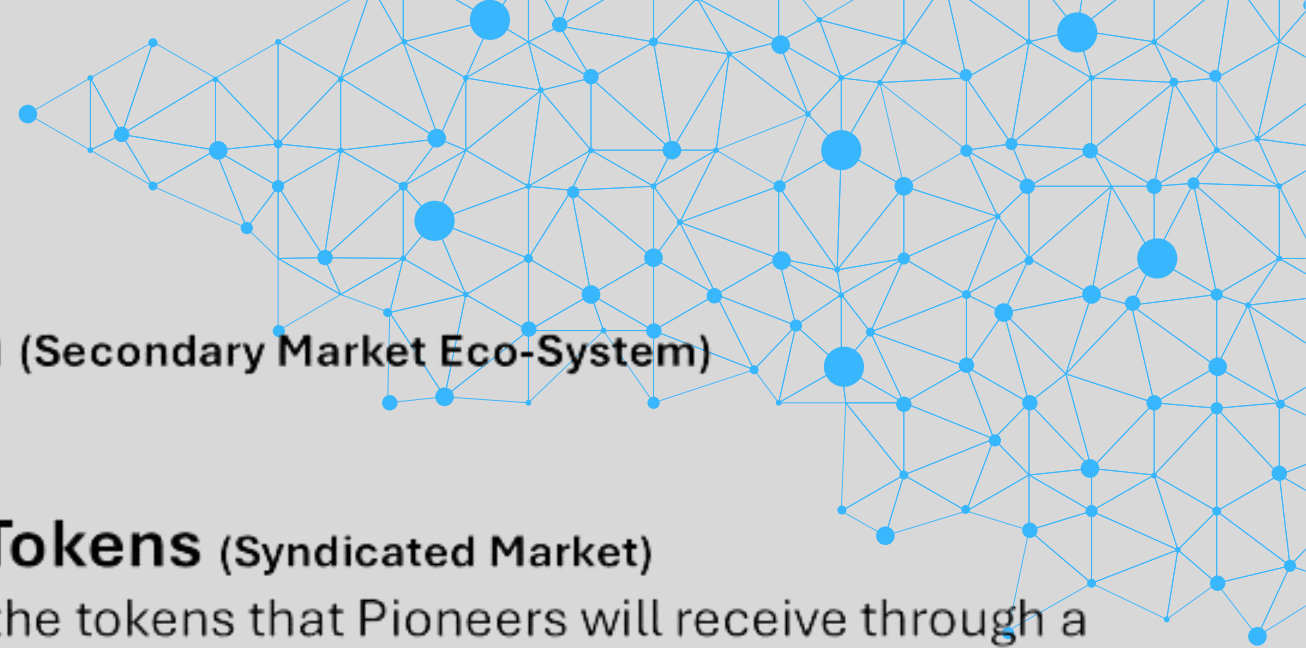 (Secondary Market Eco-System)
Tokens (Syndicated Market)
the tokens that Pioneers will receive through a